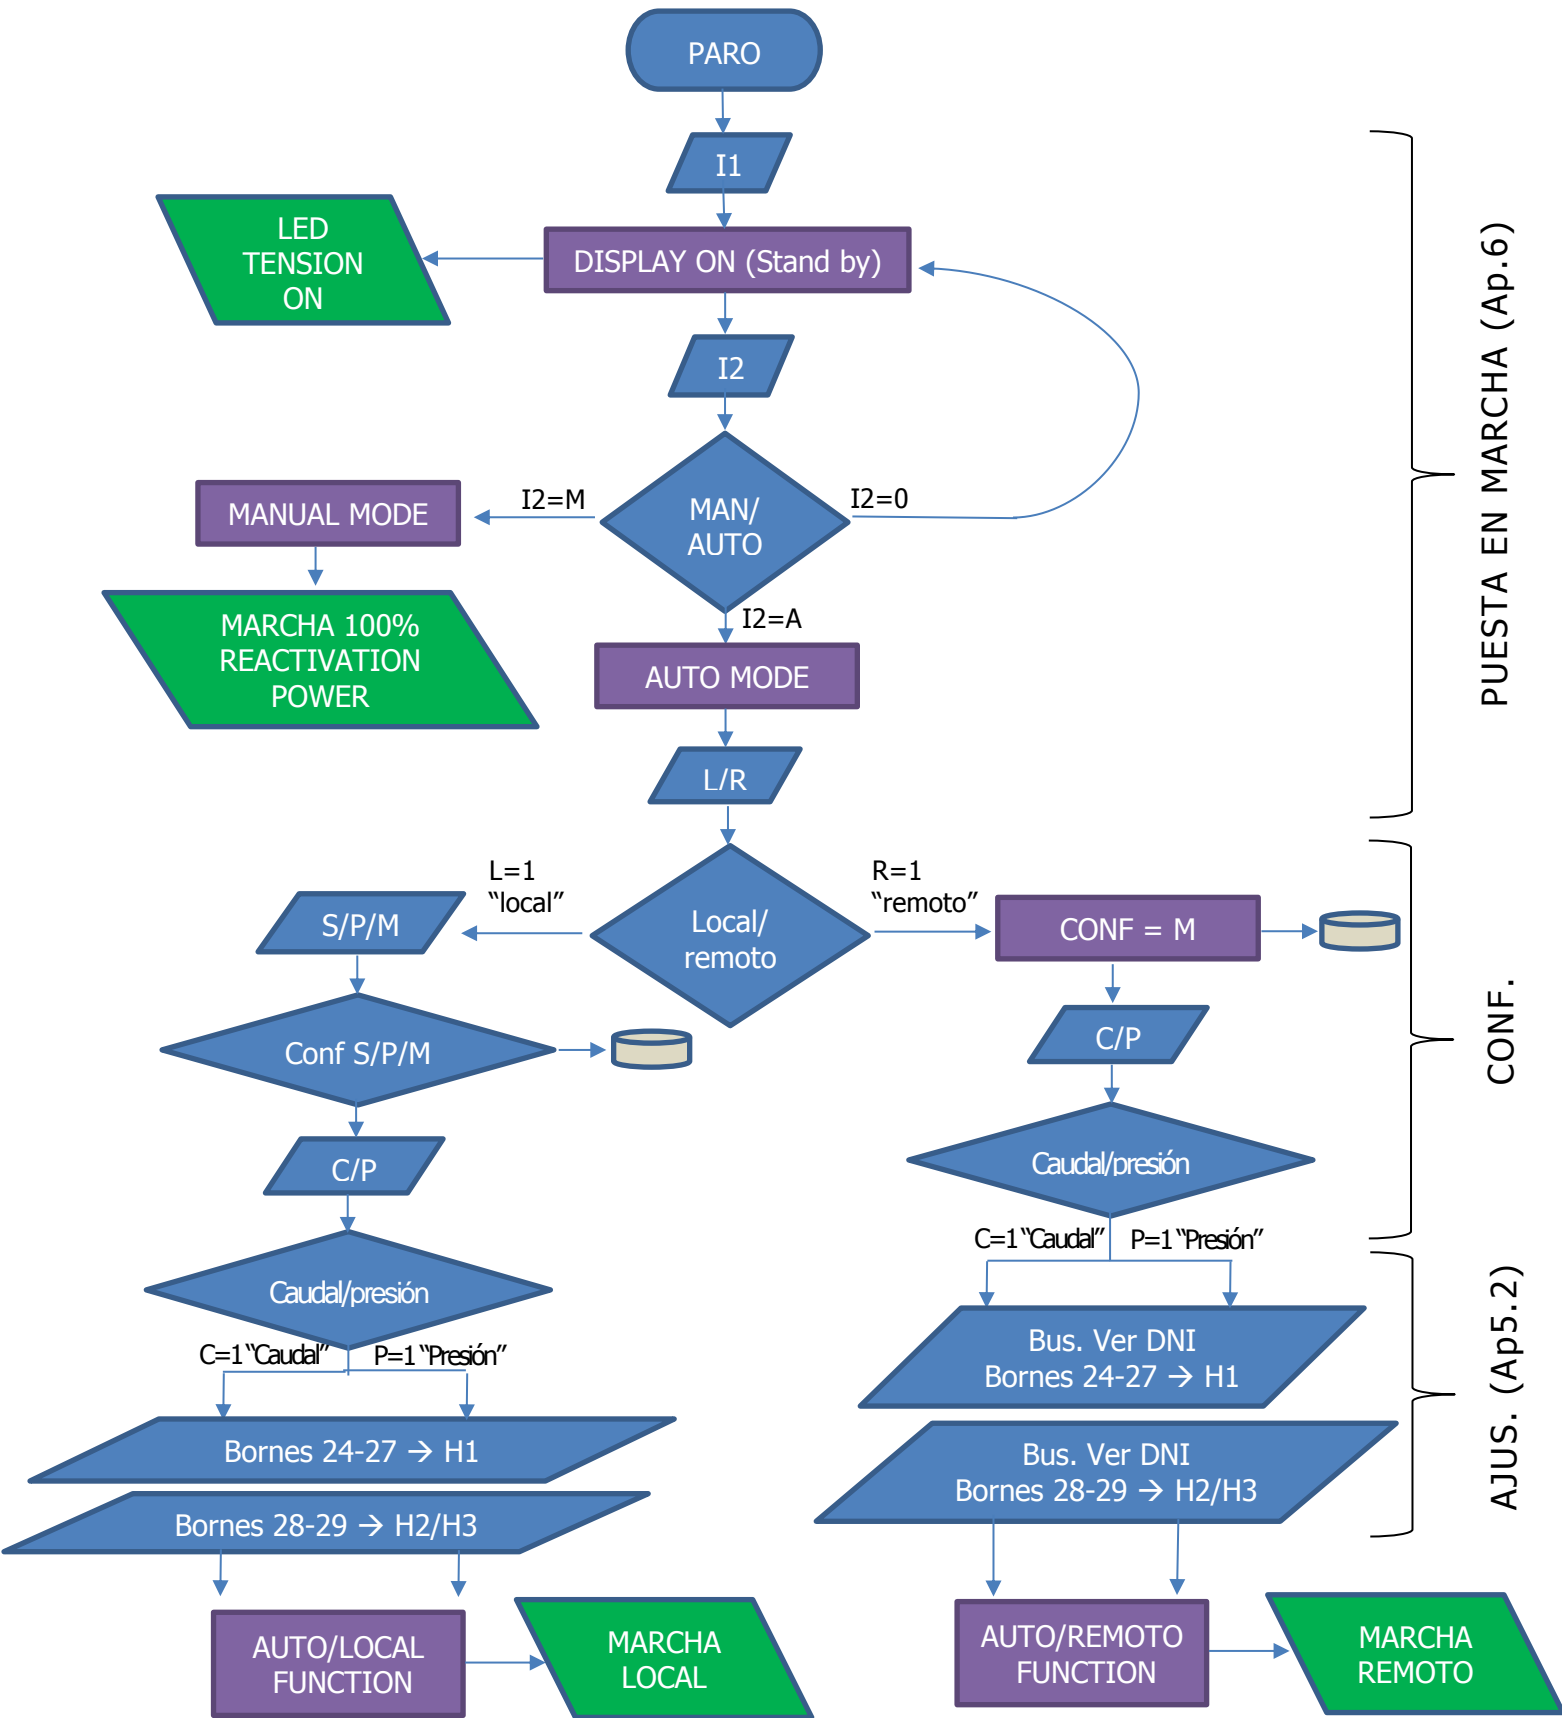 PARO
I1
LED
TENSION
ON
DISPLAY ON (Stand by)
I2
MANUAL MODE
I2=M
MAN/
AUTO
I2=0
MARCHA 100%
REACTIVATION
POWER
I2=A
AUTO MODE
L/R
PUESTA EN MARCHA (Ap.6)
L=1
“local”
R=1
“remoto”
S/P/M
Local/
remoto
CONF = M
Conf S/P/M
C/P
CONF.
C/P
Caudal/presión
Caudal/presión
C=1 “Caudal”
P=1 “Presión”
C=1 “Caudal”
P=1 “Presión”
Bus. Ver DNI
Bornes 24-27 → H1
Bornes 24-27 → H1
Bus. Ver DNI
Bornes 28-29 → H2/H3
Bornes 28-29 → H2/H3
AJUS. (Ap5.2)
AUTO/LOCAL
FUNCTION
MARCHA
LOCAL
AUTO/REMOTO
FUNCTION
MARCHA
REMOTO